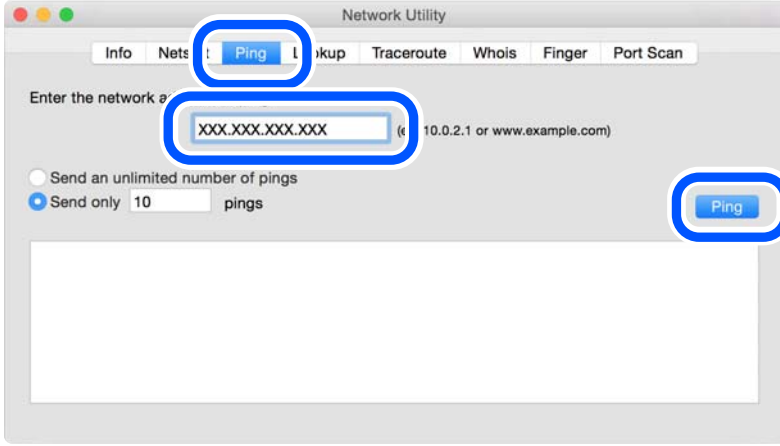 Network Utility
Info Ping Traceroute Whois Finger Port Scan
Enter the network
XXX.XXX.XXX.XXX 10.0.2.1 or www.example.com)
Send an unlimited number of pings
Send only 10 pings
Ping